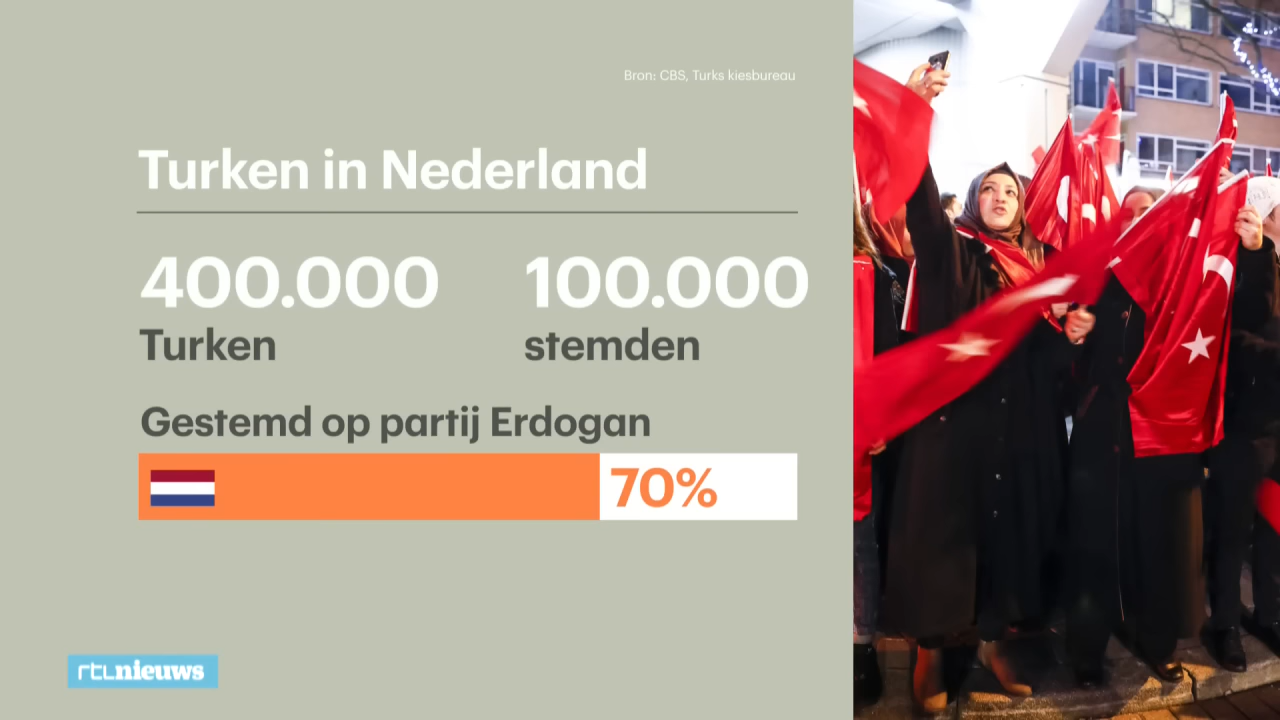 Bron: CBS, Turks kiesbureau
Turken in Nederland
400.000
Turken
100.000
stemden
Gestemd op partij Erdogan
70%
rtlnieuws